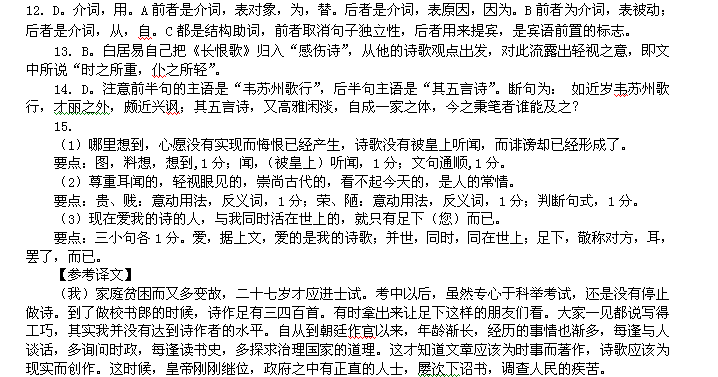 12. D。介词，用。A前者是介词，表对象，为，替。后者是介词，表原因，因为。B前者为介词，表被动；
后者是介词，从，自。C都是结构助词，前者取消句子独立性，后者用来提宾，是宾语前置的标志。
13. B。白居易自己把《长恨歌》归入“感伤诗”，从他的诗歌观点出发，对此流露出轻视之意，即文
中所说“时之所重，仆之所轻”。
14. D。注意前半句的主语是“韦苏州歌行”，后半句主语是“其五言诗”。断句为： 如近岁韦苏州歌
行，才丽之外，颇近兴讽；其五言诗，又高雅闲淡，自成一家之体，今之秉笔者谁能及之？
15.
（1）哪里想到，心愿没有实现而悔恨已经产生，诗歌没有被皇上听闻，而诽谤却已经形成了。
要点：图，料想，想到,1分；闻，（被皇上）听闻，1分；文句通顺,1分。
（2）尊重耳闻的，轻视眼见的，崇尚古代的，看不起今天的，是人的常情。
要点：贵、贱：意动用法，反义词，1分；荣、陋：意动用法，反义词，1分；判断句式，1分。
（3）现在爱我的诗的人，与我同时活在世上的，就只有足下（您）而已。
要点：三小句各1分。爱，据上文，爱的是我的诗歌；并世，同时，同在世上；足下，敬称对方，耳，
罢了，而已。
【参考译文】
（我）家庭贫困而又多变故，二十七岁才应进士试。考中以后，虽然专心于科举考试，还是没有停止
做诗。到了做校书郎的时候，诗作足有三四百首。有时拿出来让足下这样的朋友们看。大家一见都说写得
工巧，其实我并没有达到诗作者的水平。自从到朝廷作官以来，年龄渐长，经历的事情也渐多，每逢与人
谈话，多询问时政，每逢读书史，多探求治理国家的道理。这才知道文章应该为时事而著作，诗歌应该为
现实而创作。这时候，皇帝刚刚继位，政府之中有正直的人士，屡次下诏书，调查人民的疾苦。